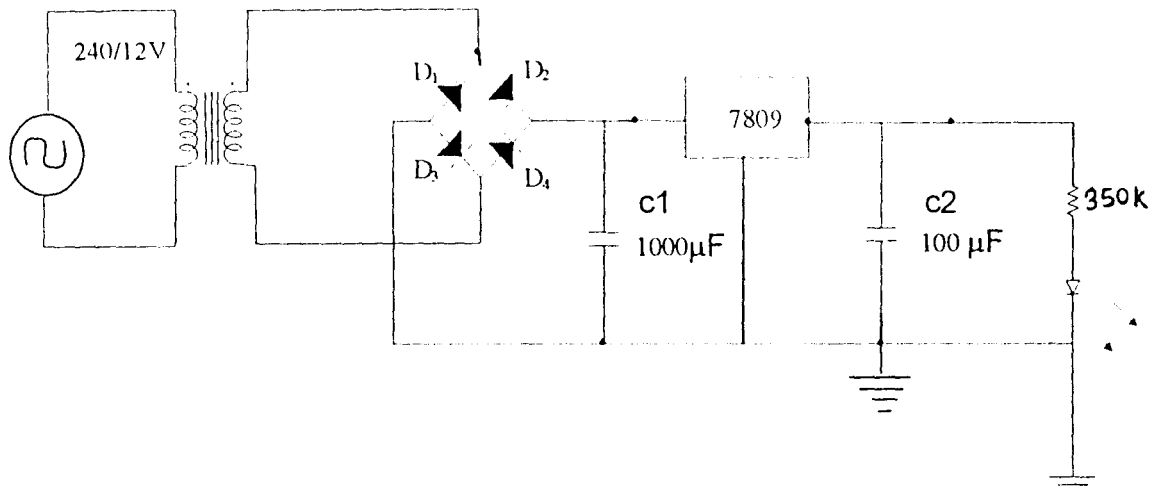 240/12V
D₁
D₂
D₃
D₄
7809
c1
1000μF
c2
100 μF
350k